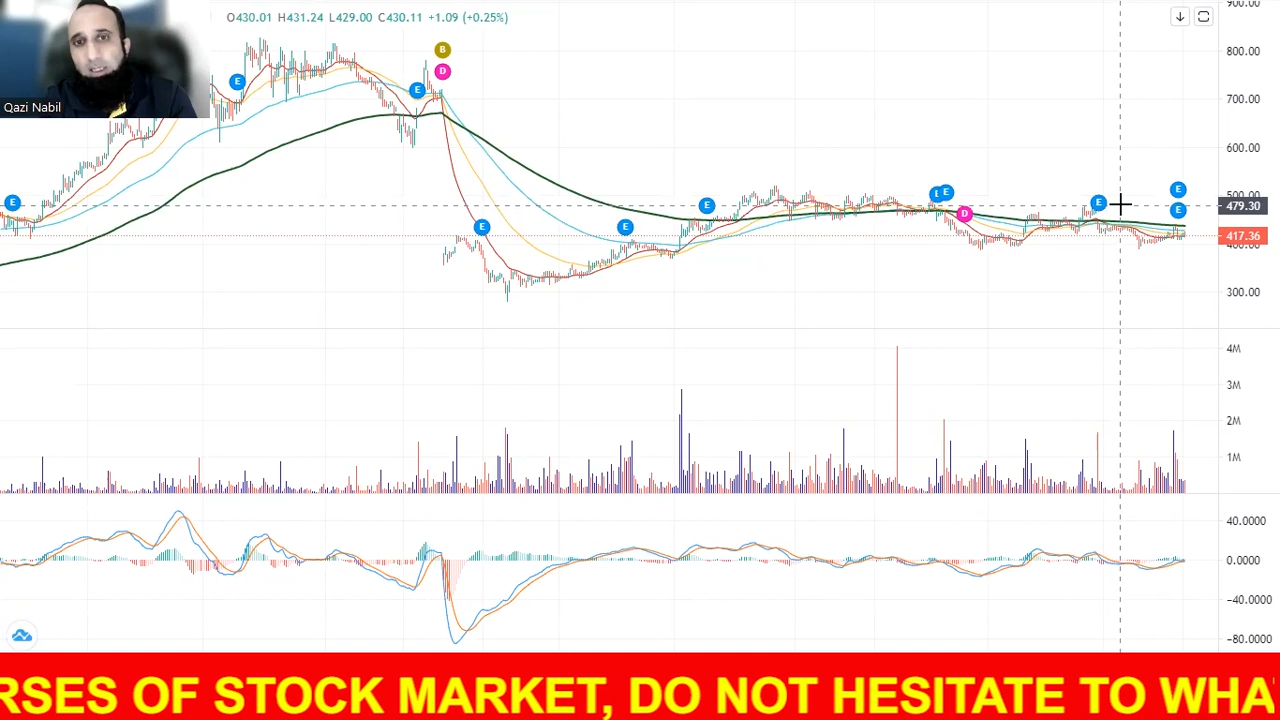 O430.01 H431.24 L429.00 C430.11 +1.09 (+0.25%)
900.00
B
800.00
D
E
E
Qazi Nabil
700.00
600.00
500.00
E
E
E
E
E
E
479.30
E
D
E
E
E
417.36
400.00
300.00
4M
3M
2M
1M
40.0000
0.0000
−40.0000
−80.0000
RSES OF STOCK MARKET, DO NOT HESITATE TO WHA